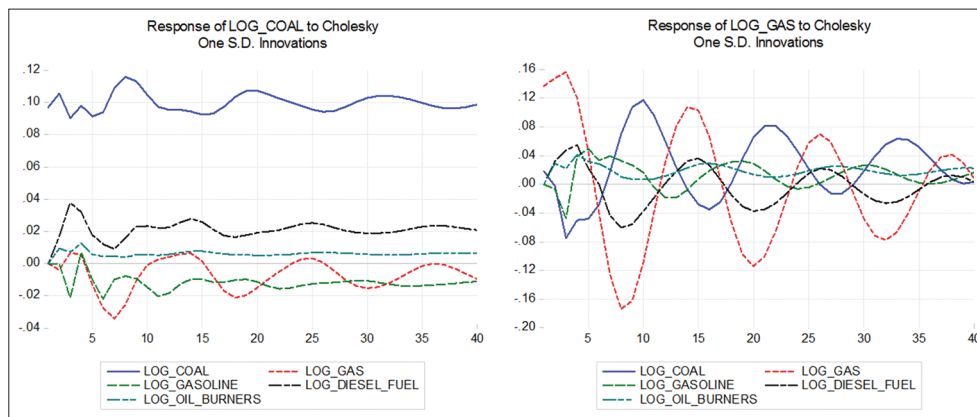 Response of LOG_COAL to Cholesky
One S.D. Innovations
.12
.10
.08
.06
.04
.02
.00
-.02
-.04
5 10 15 20 25 30 35 40
LOG_COAL LOG_GAS
LOG_GASOLINE LOG_DIESEL_FUEL
LOG_OIL_BURNERS
Response of LOG_GAS to Cholesky
One S.D. Innovations
.16
.12
.08
.04
.00
-.04
-.08
-.12
-.16
-.20
5 10 15 20 25 30 35 40
LOG_COAL LOG_GAS
LOG_GASOLINE LOG_DIESEL_FUEL
LOG_OIL_BURNERS